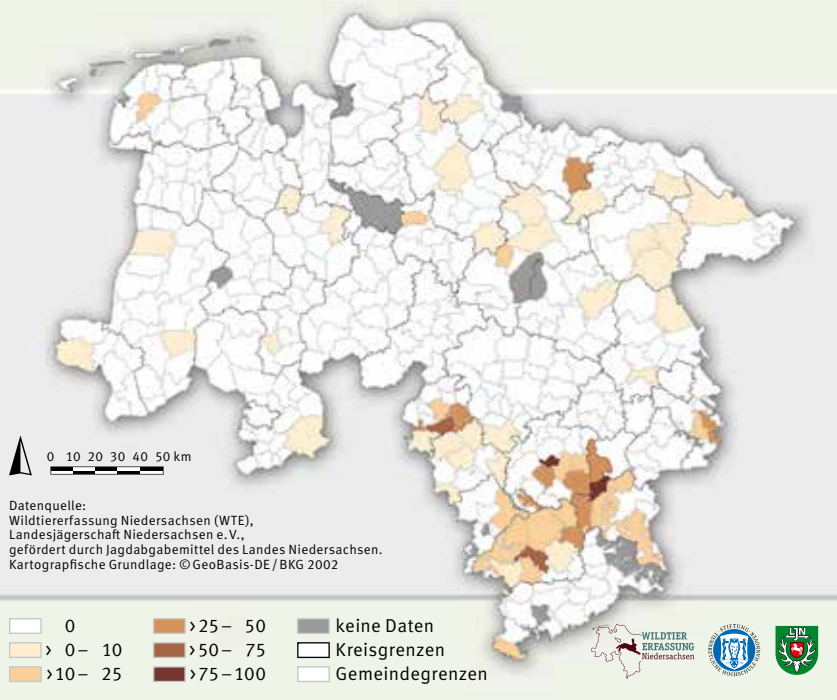 0 10 20 30 40 50 km
Datenquelle:
Wildtiererfassung Niedersachsen (WTE),
Landesjägerschaft Niedersachsen e. V.,
gefördert durch Jagdabgabemittel des Landes Niedersachsen.
Kartograpfische Grundlage: © GeoBasis-DE / BKG 2002
0
> 0 – 10
>10 – 25
>25 – 50
>50 – 75
>75 – 100
keine Daten
Kreisgrenzen
Gemeindegrenzen
WILDTIER
ERFASSUNG
Niedersachsen
LJN